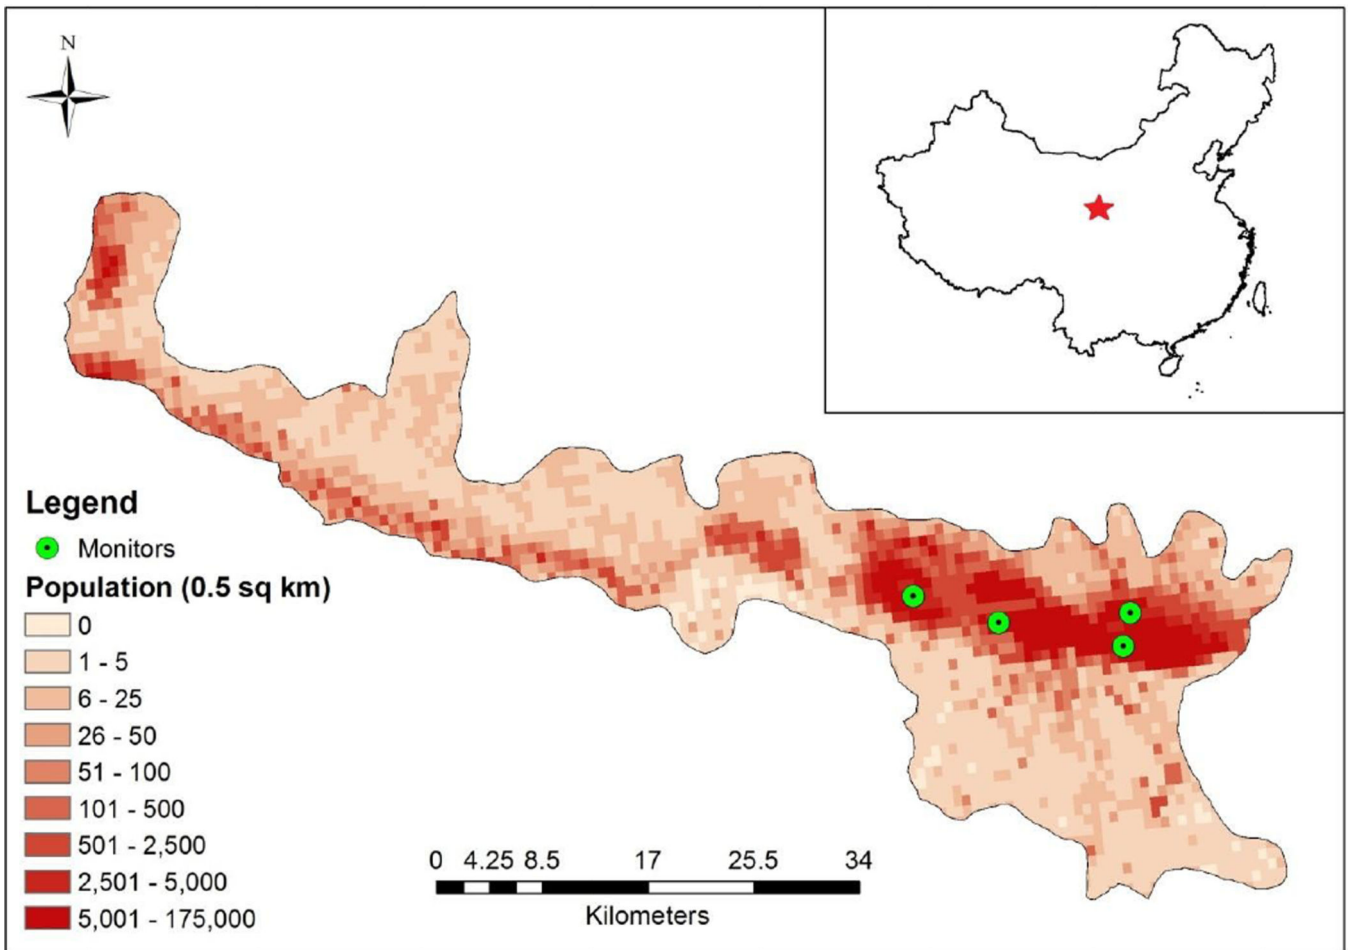 N
Legend
Monitors
Population (0.5 sq km)
0
1 - 5
6 - 25
26 - 50
51 - 100
101 - 500
501 - 2,500
2,501 - 5,000
5,001 - 175,000
0 4.25 8.5 17 25.5 34
Kilometers